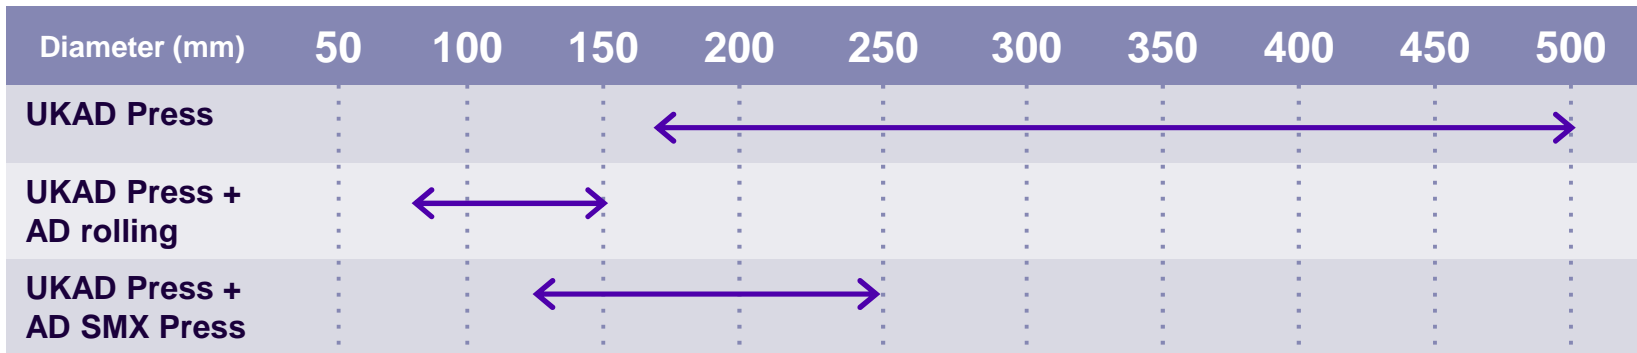 Diameter (mm) 50 100 150 200 250 300 350 400 450 500
UKAD Press
UKAD Press +
AD rolling
UKAD Press +
AD SMX Press